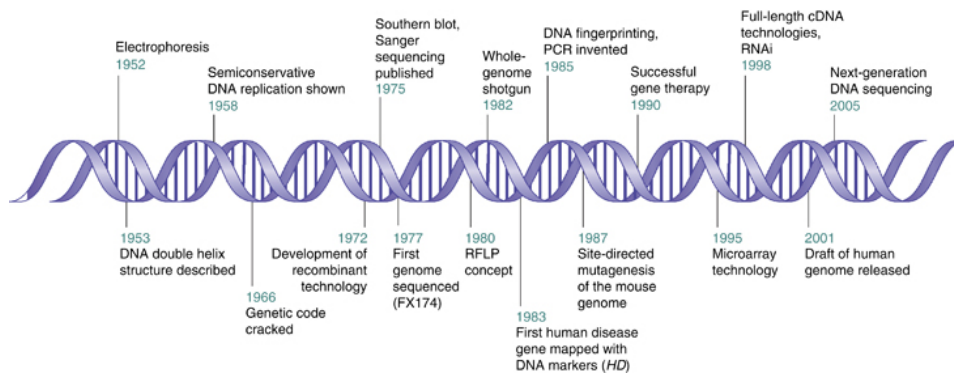 Electrophoresis
1952
Semiconservative
DNA replication shown
1958
Southern blot,
Sanger
sequencing
published
1975
Whole-
genome
shotgun
1982
DNA fingerprinting,
PCR invented
1985
Successful
gene therapy
1990
Full-length cDNA
technologies,
RNAi
1998
Next-generation
DNA sequencing
2005
1953
DNA double helix
structure described
1966
Genetic code
cracked
1972
Development of
recombinant
technology
1977
First
genome
sequenced
(FX174)
1980
RFLP
concept
1983
First human disease
gene mapped with
DNA markers (HD)
1987
Site-directed
mutagenesis
of the mouse
genome
1995
Microarray
technology
2001
Draft of human
genome released